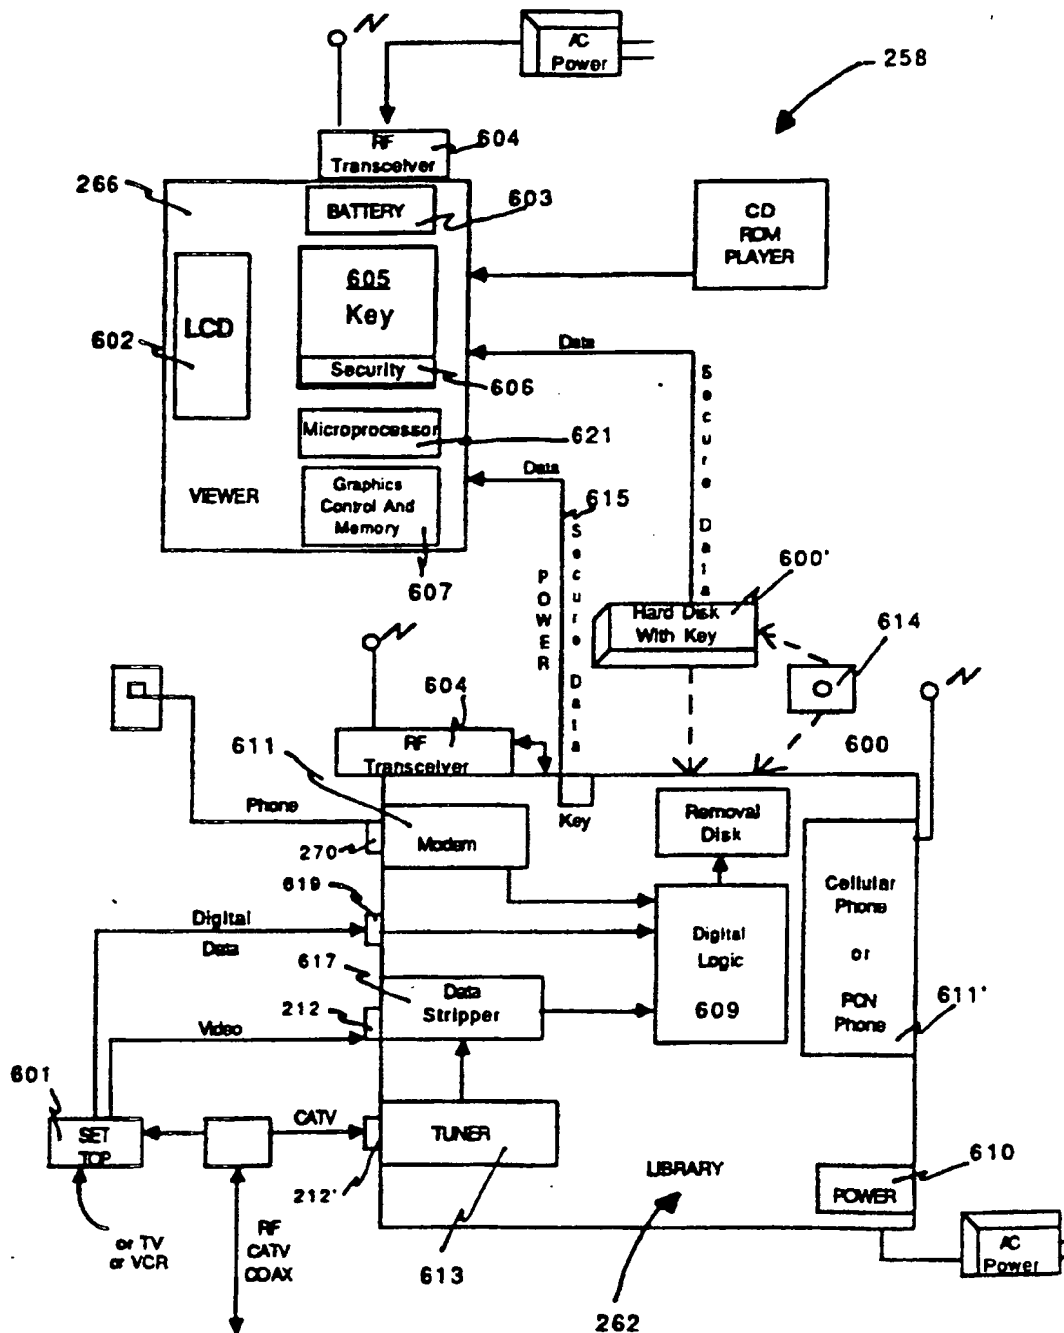 AC
Power
258
RF
Transceiver
604
266
BATTERY
603
CD
ROM
PLAYER
605
Key
LCD
602
Security
606
Data
Secure Data
Microprocessor
621
Data
Graphics
Control And
Memory
VIEWER
615
607
POWER
Secure Data
600'
Hard Disk
With Key
614
604
611
RF
Transceiver
600
Phone
Key
Removal
Disk
270
Modem
619
Cellular
Phone
or
PCN
Phone
Digital
Data
Digital
Logic
609
617
Data
Stripper
212
Video
611'
601
CATV
SET
TOP
TUNER
610
LIBRARY
POWER
212'
or TV
or VCR
RF
CATV
COAX
613
AC
Power
262